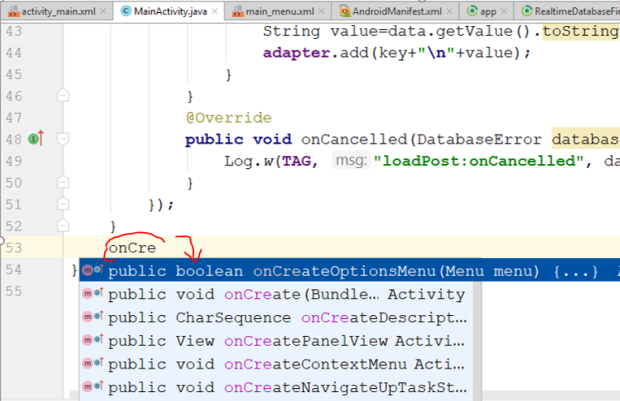 activity_main.xml MainActivity.java main_menu.xml AndroidManifest.xml app RealtimeDatabaseFi
43 String value=data.getValue().toString
44 adapter.add(key+"\n"+value);
45 }
46 }
47 @Override
48 public void onCancelled(DatabaseError databas
49 Log.w(TAG, msg: "loadPost:onCancelled", da
50 }
51 });
52 }
53 onCre
54 } public boolean onCreateOptionsMenu(Menu menu) {...}
55 public void onCreate(Bundle... Activity
public CharSequence onCreateDescript...
public View onCreatePanelView Activi...
public void onCreateContextMenu Acti...
public void onCreateNavigateUpTaskSt...